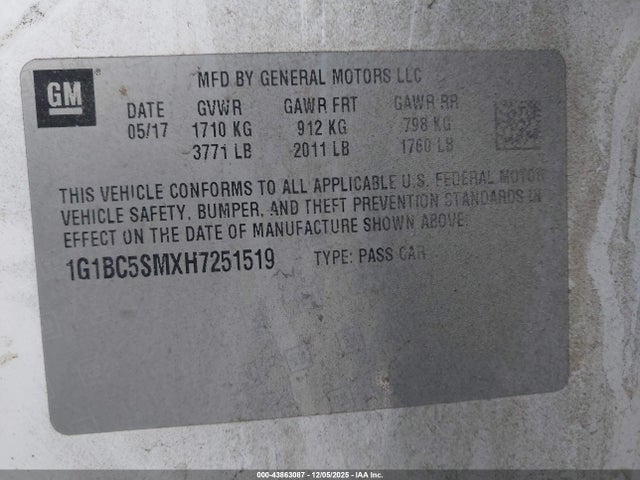 GM
MFD BY GENERAL MOTORS LLC
DATE GVWR GAWR FRT GAWR RR
05/17 1710 KG 912 KG 798 KG
3771 LB 2011 LB 1760 LB
THIS VEHICLE CONFORMS TO ALL APPLICABLE U.S. FEDERAL MOTOR
VEHICLE SAFETY, BUMPER, AND THEFT PREVENTION STANDARDS IN
EFFECT ON THE DATE OF MANUFACTURE SHOWN ABOVE.
1G1BC5SMXH7251519 TYPE: PASS CAR
000-43863087 - 12/05/2025 - IAA Inc.